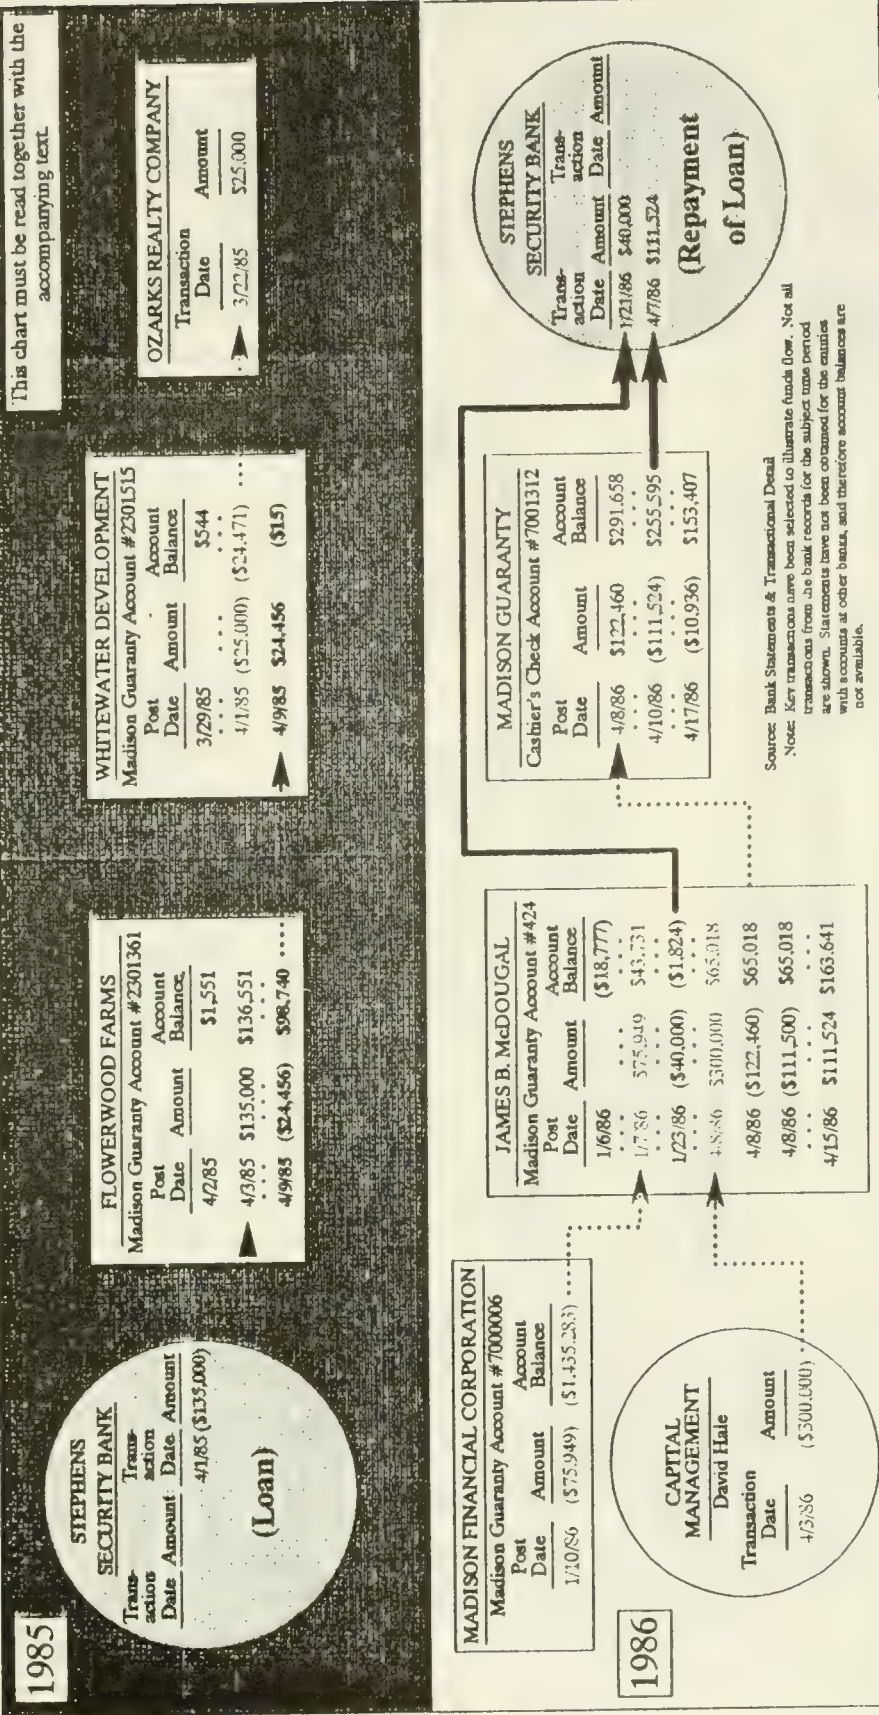 This chart must be read together with the
accompanying text.
1985
STEPHENS
SECURITY BANK
Trans- Trans-
action action
Date Amount Date Amount
4/1/85 ($135,000)
(Loan)
FLOWERWOOD FARMS
Madison Guaranty Account #2301361
Post Account
Date Amount Balance
4/2/85 $1,551
4/3/85 $135,000 $136,551
. . . . . . . .
4/9/85 ($24,456) $98,740
WHITEWATER DEVELOPMENT
Madison Guaranty Account #2301515
Post Account
Date Amount Balance
3/29/85 $544
. . . . . . . .
4/1/85 ($25,000) ($24,471)
. . . . . . . .
4/9/85 $24,456 ($15)
OZARKS REALTY COMPANY
Transaction
Date Amount
3/22/85 $25,000
1986
MADISON FINANCIAL CORPORATION
Madison Guaranty Account #7000006
Post Account
Date Amount Balance
1/10/86 ($75,949) ($1,435,283)
CAPITAL
MANAGEMENT
David Hale
Transaction
Date Amount
4/3/86 ($300,000)
JAMES B. McDOUGAL
Madison Guaranty Account #424
Post Account
Date Amount Balance
1/6/86 ($18,777)
. . . . . . . .
1/7/86 $75,949 $43,731
. . . . . . . .
1/23/86 ($40,000) ($1,824)
. . . . . . . .
4/8/86 $300,000 $65,018
4/8/86 ($122,460) $65,018
4/8/86 ($111,500) $65,018
. . . . . . . .
4/15/86 $111,524 $163,641
MADISON GUARANTY
Cashier's Check Account #7001312
Post Account
Date Amount Balance
4/8/86 $122,460 $291,658
. . . . . . . .
4/10/86 ($111,524) $255,595
. . . . . . . .
4/17/86 ($10,936) $153,407
STEPHENS
SECURITY BANK
Trans- Trans-
action action
Date Amount Date Amount
1/21/86 $40,000
4/7/86 $111,524
(Repayment
of Loan)
Source: Bank Statements & Transactional Detail
Note: Key transactions have been selected to illustrate funds flow. Not all
transactions from the bank records for the subject time period
are shown. Statements have not been obtained for the entities
with accounts at other banks, and therefore account balances are
not available.